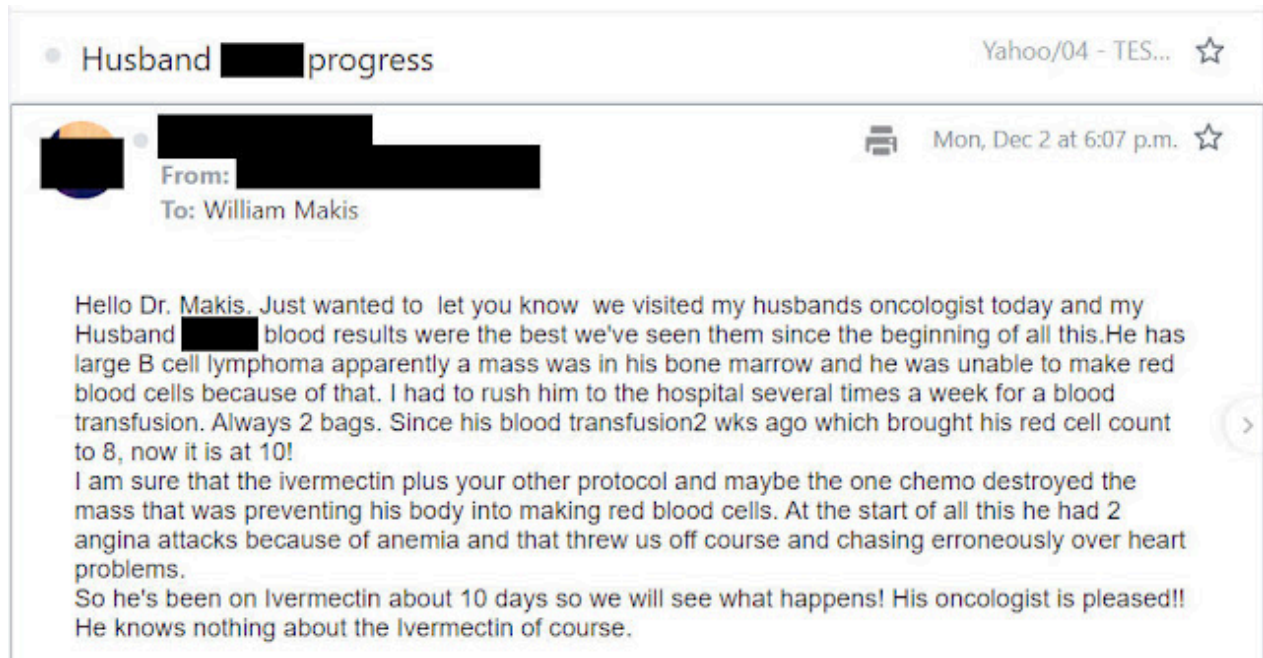 Husband progress
Yahoo/04 - TES...
Mon, Dec 2 at 6:07 p.m.
From:
To: William Makis
Hello Dr. Makis. Just wanted to  let you know  we visited my husbands oncologist today and my
Husband blood results were the best we've seen them since the beginning of all this.He has
large B cell lymphoma apparently a mass was in his bone marrow and he was unable to make red
blood cells because of that. I had to rush him to the hospital several times a week for a blood
transfusion. Always 2 bags. Since his blood transfusion2 wks ago which brought his red cell count
to 8, now it is at 10!
I am sure that the ivermectin plus your other protocol and maybe the one chemo destroyed the
mass that was preventing his body into making red blood cells. At the start of all this he had 2
angina attacks because of anemia and that threw us off course and chasing erroneously over heart
problems.
So he's been on Ivermectin about 10 days so we will see what happens! His oncologist is pleased!!
He knows nothing about the Ivermectin of course.